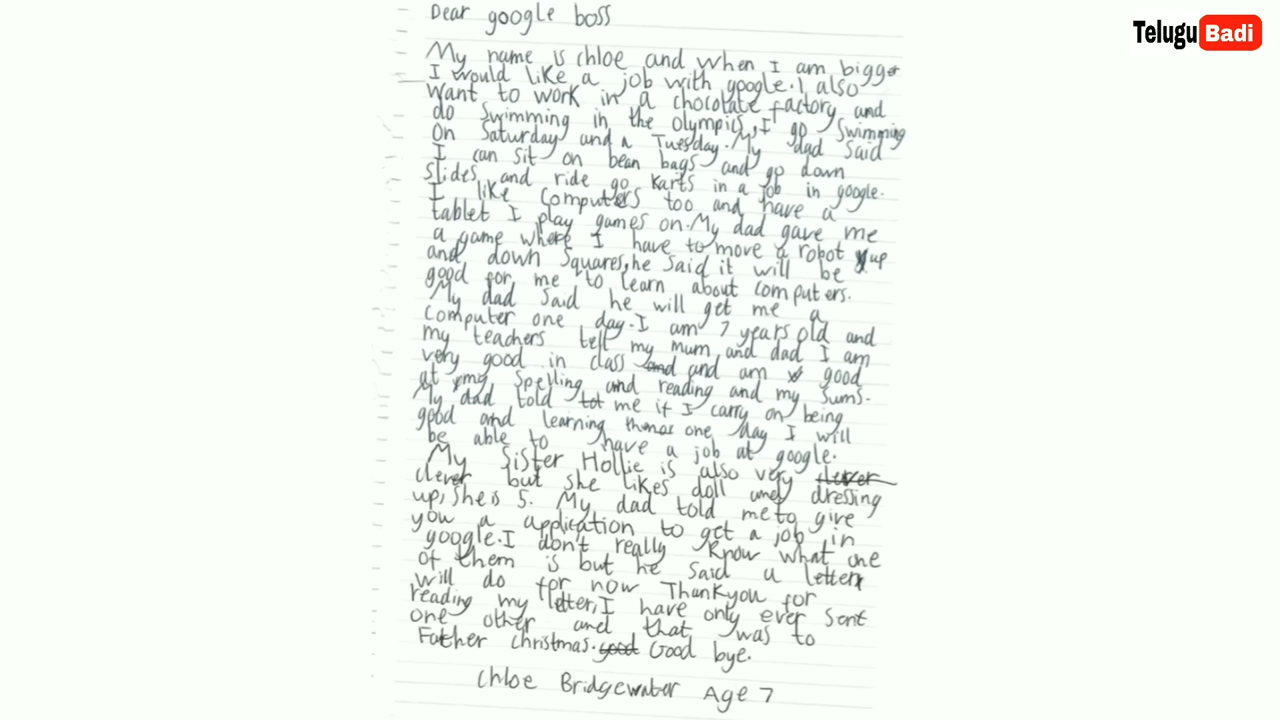 Telugu Badi
Dear google boss
My name is chloe and when I am bigger
I would like a job with google. I also
want to work in a chocolate factory and
do swimming in the olympics, I go swimming
on Saturday and a Tuesday. My dad said
I can sit on bean bags and go down
slides and ride go karts in a job in google.
I like computers too and have a
tablet I play games on. My dad gave me
a game where I have to move a robot up
and down squares, he said it will be
good for me to learn about computers.
My dad said he will get me a
computer one day. I am 7 years old and
my teachers tell my mum and dad I am
very good in class and and am good
at my spelling and reading and my sums.
My dad told tot me if I carry on being
good and learning thenes one day I will
be able to have a job at google.
My sister Hollie is also very clever
clever but she likes doll and dressing
up, she is 5. My dad told me to give
you a application to get a job in
google. I don't really know what one
of them is but he said a letter
will do for now Thankyou for
reading my letter, I have only ever sent
one other and that was to
Father christmas. good Good bye.
Chloe Bridgewater Age 7